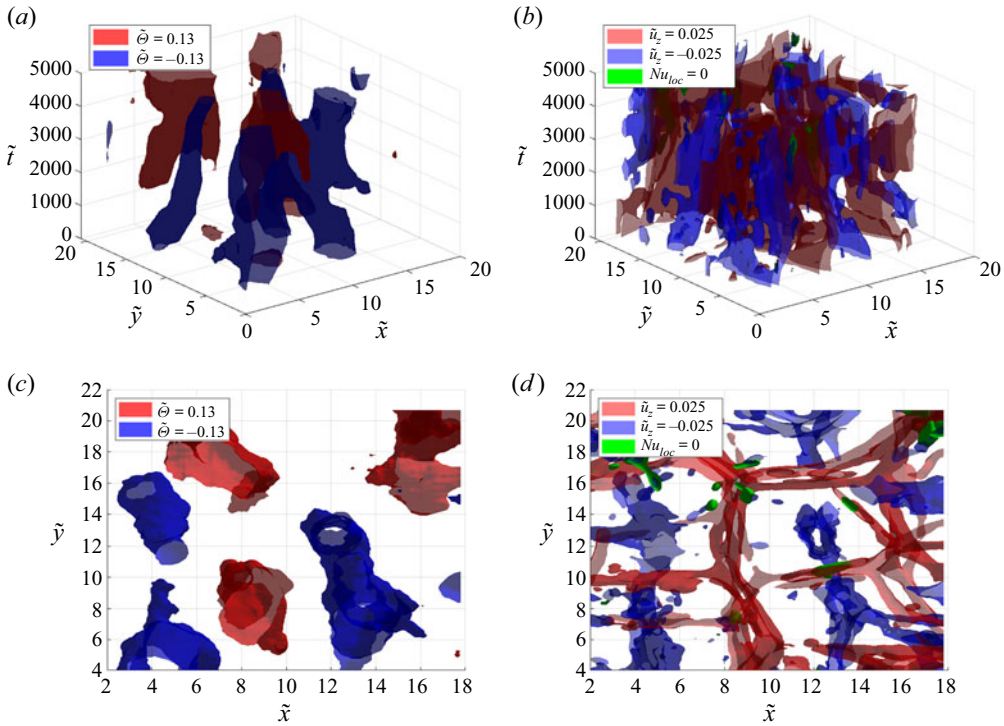 (a)
Θ̃ = 0.13
Θ̃ = −0.13
5000
4000
3000
2000
1000
0
t̃
20
15
10
5
0
ỹ
5
10
15
20
x̃
(b)
ũz = 0.025
ũz = −0.025
Nuloc = 0
5000
4000
3000
2000
1000
0
t̃
20
15
10
5
0
ỹ
5
10
15
20
x̃
(c)
Θ̃ = 0.13
Θ̃ = −0.13
22
20
18
16
14
12
10
8
6
4
ỹ
2 4 6 8 10 12 14 16 18
x̃
(d)
ũz = 0.025
ũz = −0.025
Nuloc = 0
22
20
18
16
14
12
10
8
6
4
ỹ
2 4 6 8 10 12 14 16 18
x̃